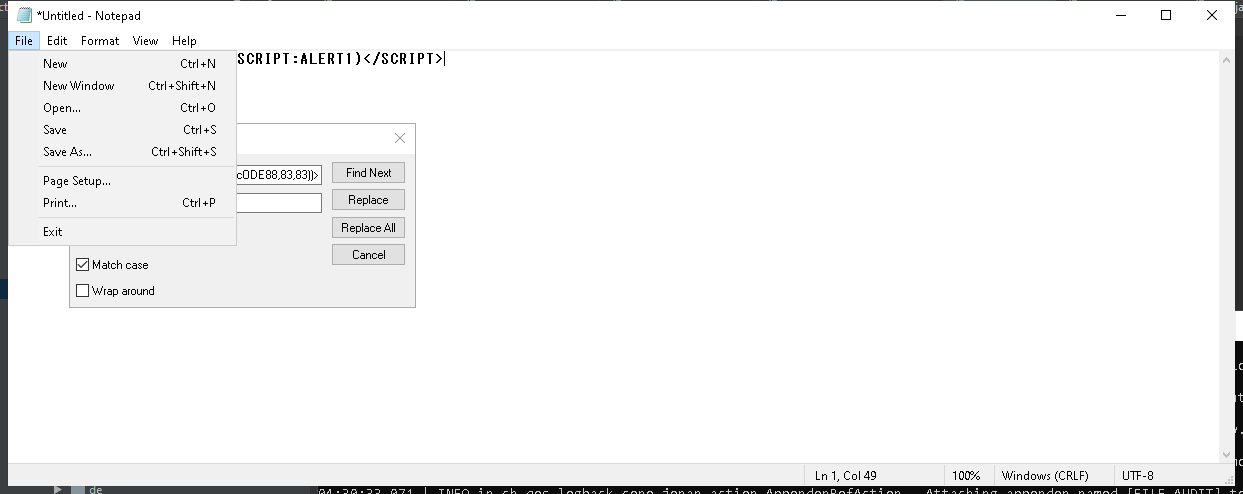 *Untitled - Notepad
File Edit Format View Help
SCRIPT:ALERT1)</SCRIPT>
New Ctrl+N
New Window Ctrl+Shift+N
Open... Ctrl+O
Save Ctrl+S
Save As... Ctrl+Shift+S
Page Setup...
Print... Ctrl+P
Exit
cODE88,83,83))>
Find Next
Replace
Replace All
Cancel
Match case
Wrap around
Ln 1, Col 49 100% Windows (CRLF) UTF-8
de
04:30:33,071 | INFO in ch.qos.logback.core.joran.action.AppenderRefAction - Attaching appender named [FILE_AUDIT] t